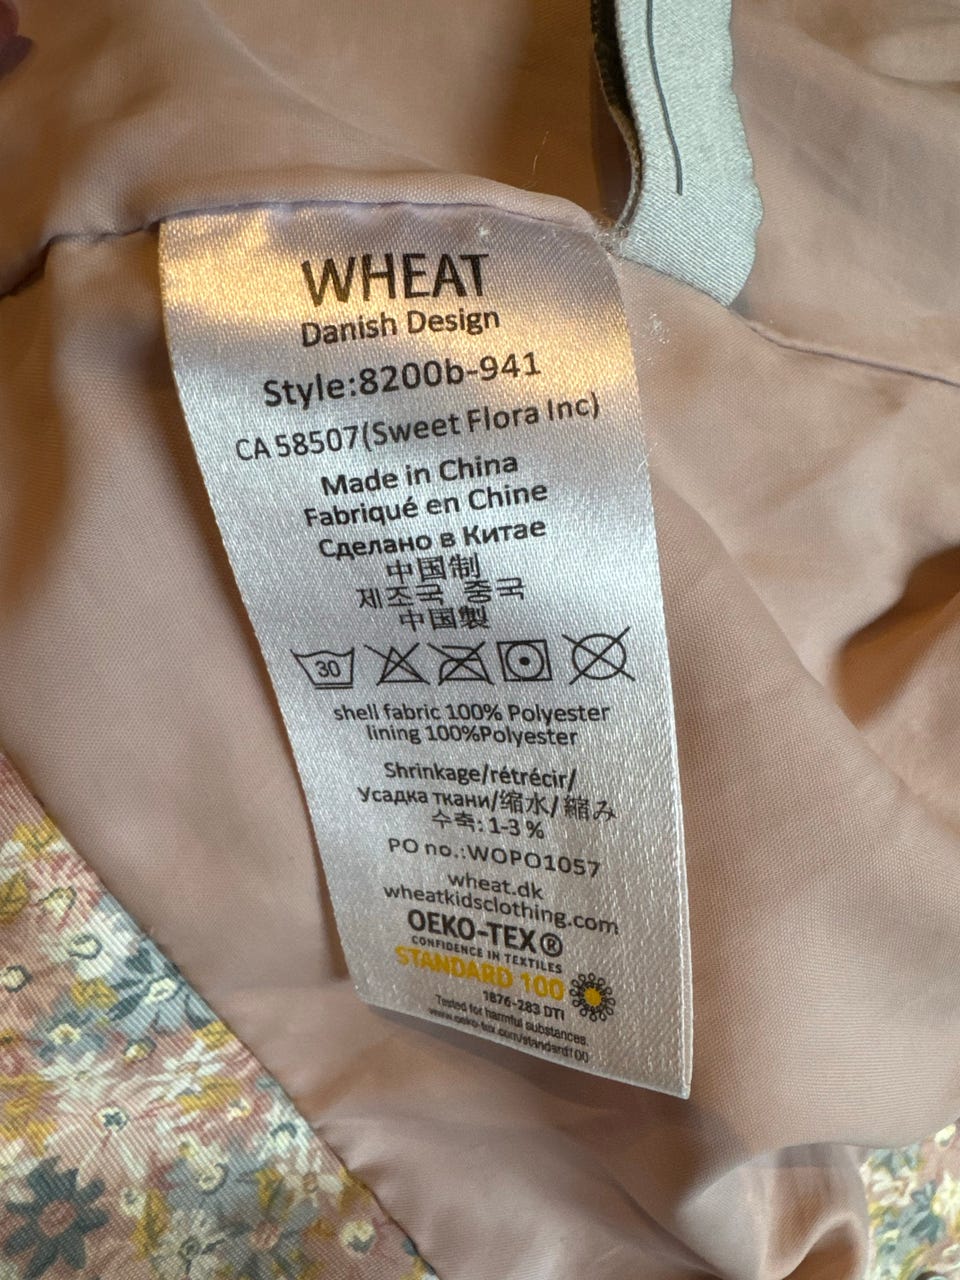 WHEAT
Danish Design
Style:8200b-941
CA 58507(Sweet Flora Inc)
Made in China
Fabriqué en Chine
Сделано в Китае
中国制
제조국 중국
中国製
30
shell fabric 100% Polyester
lining 100%Polyester
Shrinkage/rétrécir/
Усадка ткани/缩水/縮み
수축: 1-3 %
PO no.:WOPO1057
wheat.dk
wheatkidsclothing.com
OEKO-TEX®
CONFIDENCE IN TEXTILES
STANDARD 100
1876-283 DTI
Tested for harmful substances.
www.oeko-tex.com/standard100